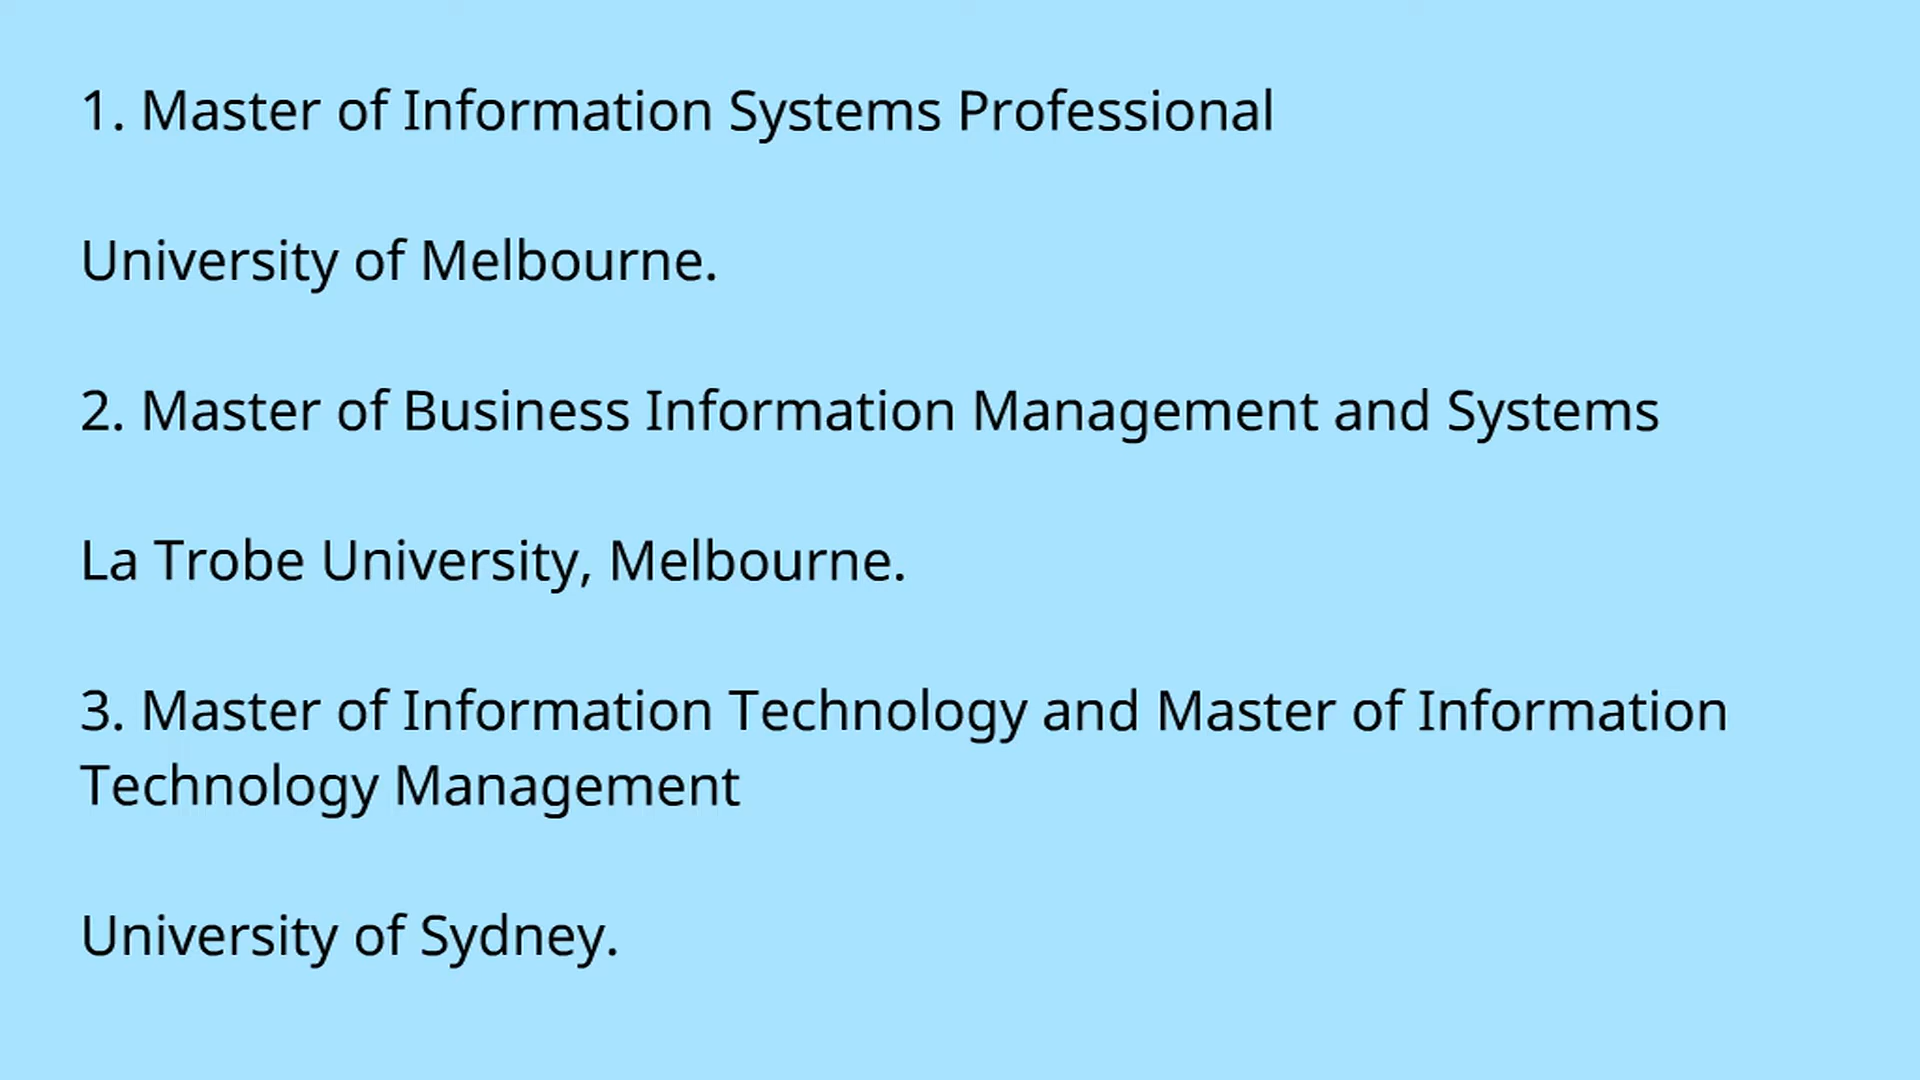 1. Master of Information Systems Professional
University of Melbourne.
2. Master of Business Information Management and Systems
La Trobe University, Melbourne.
3. Master of Information Technology and Master of Information
Technology Management
University of Sydney.